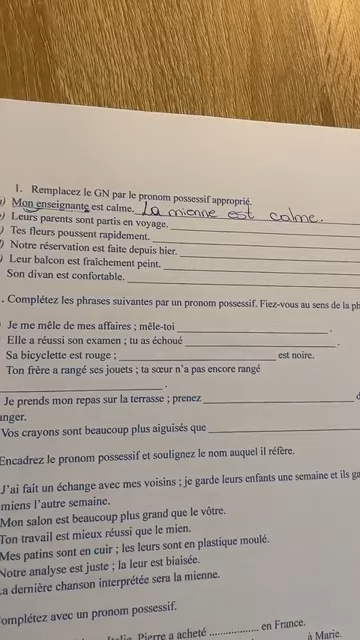 1. Remplacez le GN par le pronom possessif approprié.
) Mon enseignante est calme. La mienne est calme.
) Leurs parents sont partis en voyage.
) Tes fleurs poussent rapidement.
) Notre réservation est faite depuis hier.
) Leur balcon est fraîchement peint.
Son divan est confortable.
. Complétez les phrases suivantes par un pronom possessif. Fiez-vous au sens de la ph
Je me mêle de mes affaires ; mêle-toi .
Elle a réussi son examen ; tu as échoué .
Sa bicyclette est rouge ; est noire.
Ton frère a rangé ses jouets ; ta sœur n'a pas encore rangé
.
Je prends mon repas sur la terrasse ; prenez d
anger.
Vos crayons sont beaucoup plus aiguisés que
Encadrez le pronom possessif et soulignez le nom auquel il réfère.
J'ai fait un échange avec mes voisins ; je garde leurs enfants une semaine et ils ga
miens l'autre semaine.
Mon salon est beaucoup plus grand que le vôtre.
Ton travail est mieux réussi que le mien.
Mes patins sont en cuir ; les leurs sont en plastique moulé.
Notre analyse est juste ; la leur est biaisée.
La dernière chanson interprétée sera la mienne.
omplétez avec un pronom possessif.
Italie, Pierre a acheté .................. en France.
à Marie.